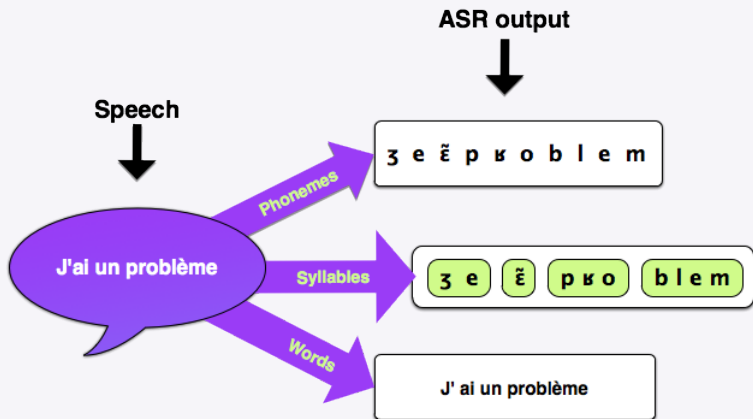 ASR output
Speech
ʒ e ɛ̃ p ʁ o b l e m
Phonemes
J'ai un problème
Syllables
ʒ e ɛ̃ p ʁ o b l e m
Words
J' ai un problème